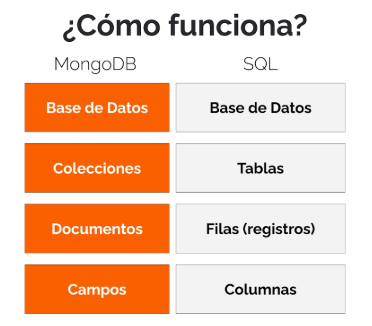 ¿Cómo funciona?
MongoDB SQL
Base de Datos Base de Datos
Colecciones Tablas
Documentos Filas (registros)
Campos Columnas